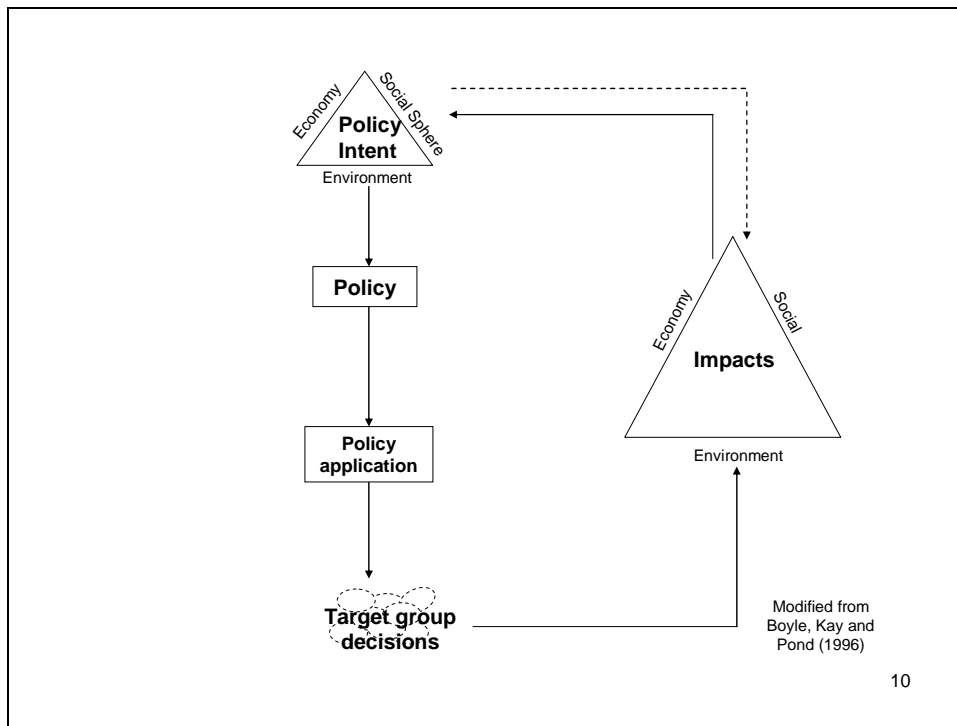 Economy
Social Sphere
Policy
Intent
Environment
Policy
Policy
application
Target group
decisions
Economy
Social
Impacts
Environment
Modified from
Boyle, Kay and
Pond (1996)
10